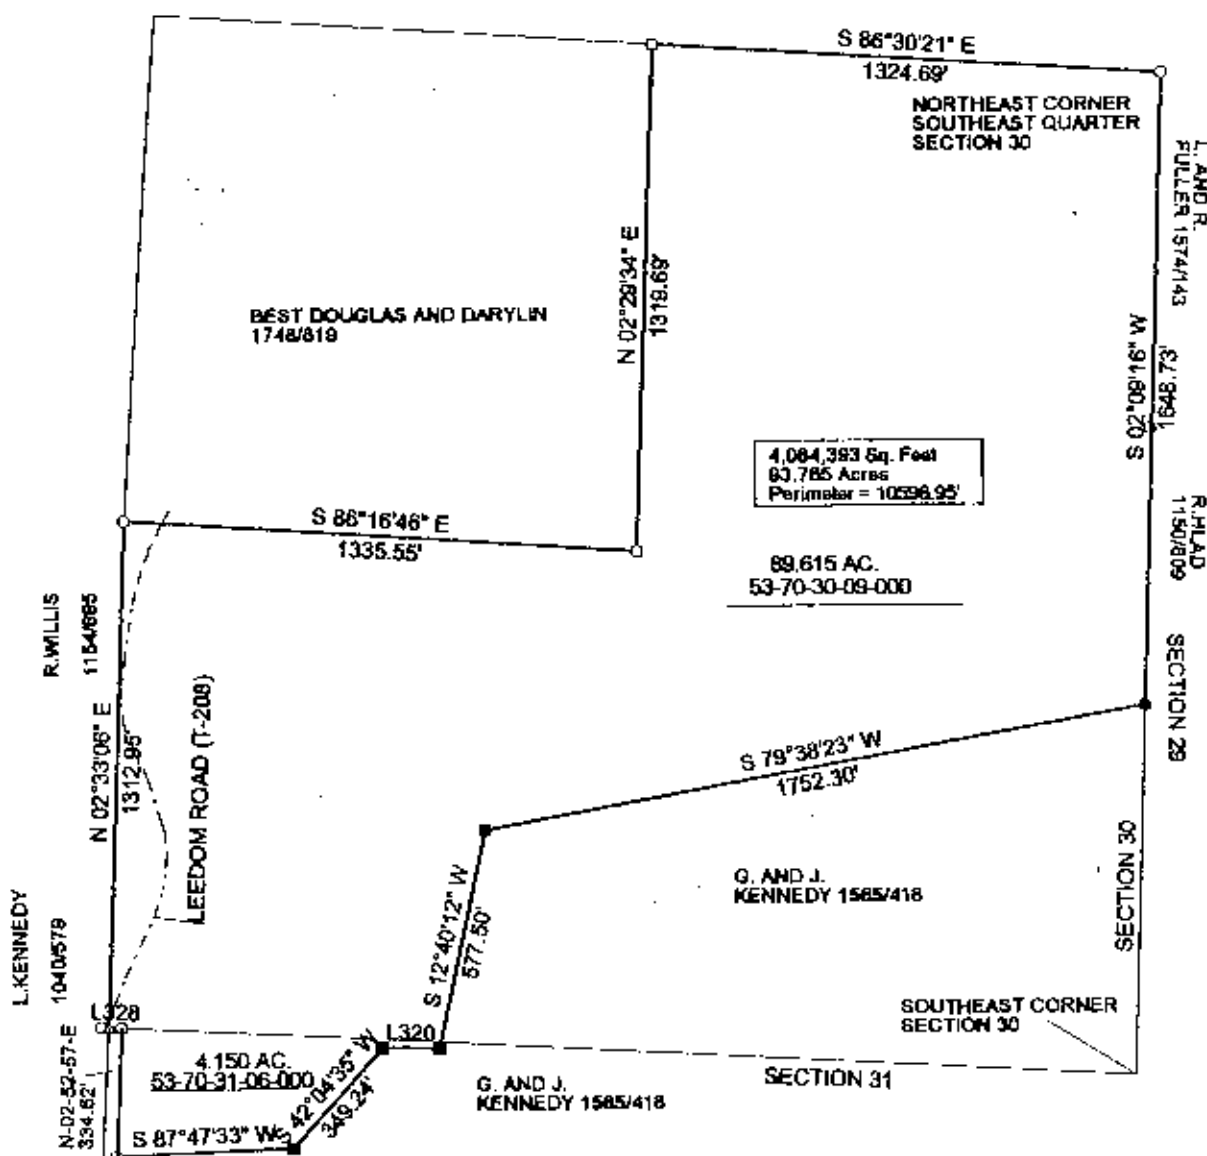 S 86°30'21" E
1324.69'
NORTHEAST CORNER
SOUTHEAST QUARTER
SECTION 30
L. AND R.
FULLER 1574/143
N 02°29'34" E
1319.69'
BEST DOUGLAS AND DARYLIN
1748/819
S 02°09'16" W
1648.73'
4,084,393 Sq. Feet
93.765 Acres
Perimeter = 10596.95'
S 86°16'46" E
1335.55'
89.615 AC.
53-70-30-09-000
R.HLAD
1150/809
R.WILLIS
1154/895
SECTION 29
N 02°33'06" E
1312.95'
LEEDOM ROAD (T-208)
S 79°38'23" W
1752.30'
G. AND J.
KENNEDY 1565/418
SECTION 30
S 12°40'12" W
577.50'
L.KENNEDY
1040/579
L328
L320
SOUTHEAST CORNER
SECTION 30
N-02-52-57-E
334.62'
4.150 AC.
53-70-31-06-000
S 42°04'35" W
349.24'
SECTION 31
G. AND J.
KENNEDY 1565/418
S 87°47'33" W